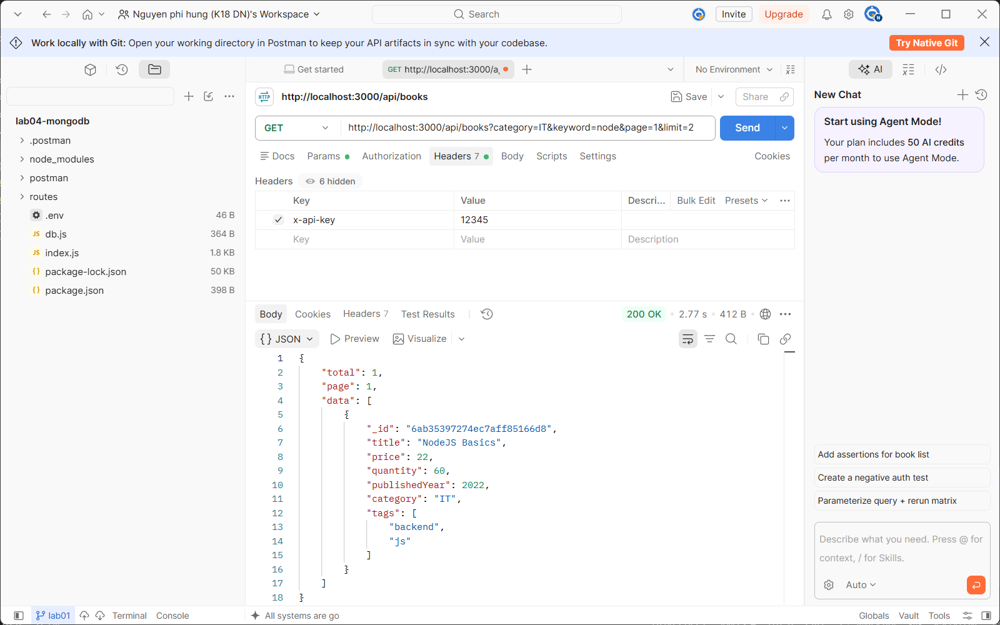 Nguyen phi hung (K18 DN)'s Workspace
Search
Invite
Upgrade
N
Work locally with Git: Open your working directory in Postman to keep your API artifacts in sync with your codebase.
Try Native Git
Get started
GET http://localhost:3000/a
No Environment
AI
HTTP http://localhost:3000/api/books
Save
Share
New Chat
lab04-mongodb
.postman
node_modules
postman
routes
.env 46 B
JS db.js 364 B
JS index.js 1.8 KB
{} package-lock.json 50 KB
{} package.json 398 B
GET http://localhost:3000/api/books?category=IT&keyword=node&page=1&limit=2
Send
Docs Params Authorization Headers 7 Body Scripts Settings Cookies
Headers 6 hidden
Key Value Descri... Bulk Edit Presets
x-api-key 12345
Key Value Description
Start using Agent Mode!
Your plan includes 50 AI credits
per month to use Agent Mode.
Body Cookies Headers 7 Test Results 200 OK • 2.77 s • 412 B
{} JSON Preview Visualize
1 {
2 "total": 1,
3 "page": 1,
4 "data": [
5 {
6 "_id": "6ab35397274ec7aff85166d8",
7 "title": "NodeJS Basics",
8 "price": 22,
9 "quantity": 60,
10 "publishedYear": 2022,
11 "category": "IT",
12 "tags": [
13 "backend",
14 "js"
15 ]
16 }
17 ]
18 }
Add assertions for book list
Create a negative auth test
Parameterize query + rerun matrix
Describe what you need. Press @ for
context, / for Skills.
Auto
lab01 Terminal Console All systems are go Globals Vault Tools